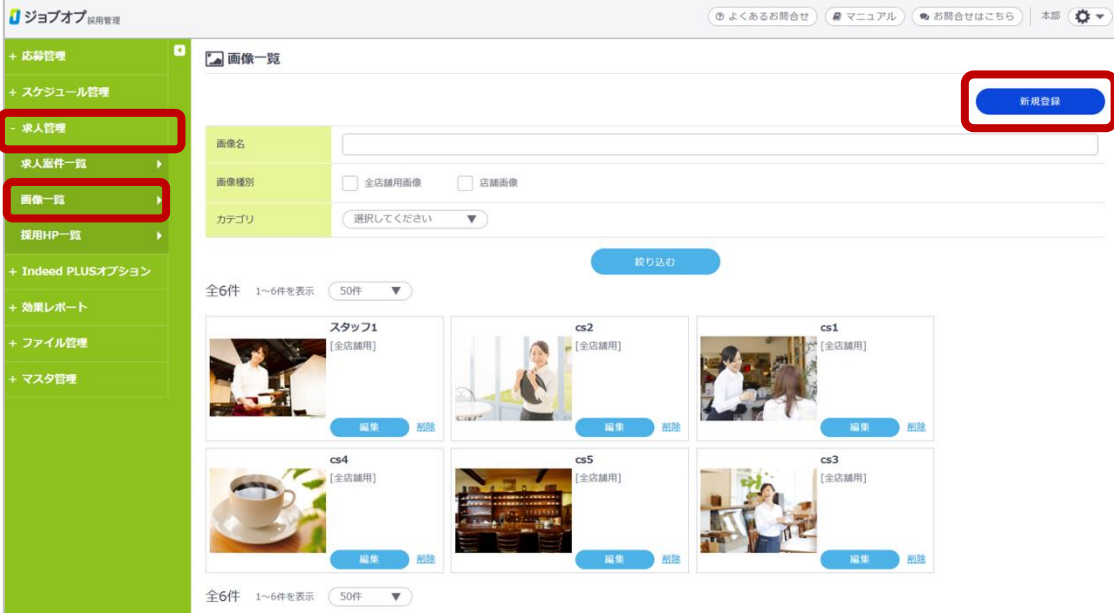 ジョブオプ 採用管理
よくあるお問合せ マニュアル お問合せはこちら 本部
+ 応募管理
+ スケジュール管理
- 求人管理
求人案件一覧
画像一覧
採用HP一覧
+ Indeed PLUSオプション
+ 効果レポート
+ ファイル管理
+ マスタ管理
画像一覧
新規登録
画像名
画像種別 全店舗用画像 店舗画像
カテゴリ 選択してください ▼
絞り込む
全6件 1～6件を表示 50件 ▼
スタッフ1
[全店舗用]
編集 削除
cs2
[全店舗用]
編集 削除
cs1
[全店舗用]
編集 削除
cs4
[全店舗用]
編集 削除
cs5
[全店舗用]
編集 削除
cs3
[全店舗用]
編集 削除
全6件 1～6件を表示 50件 ▼